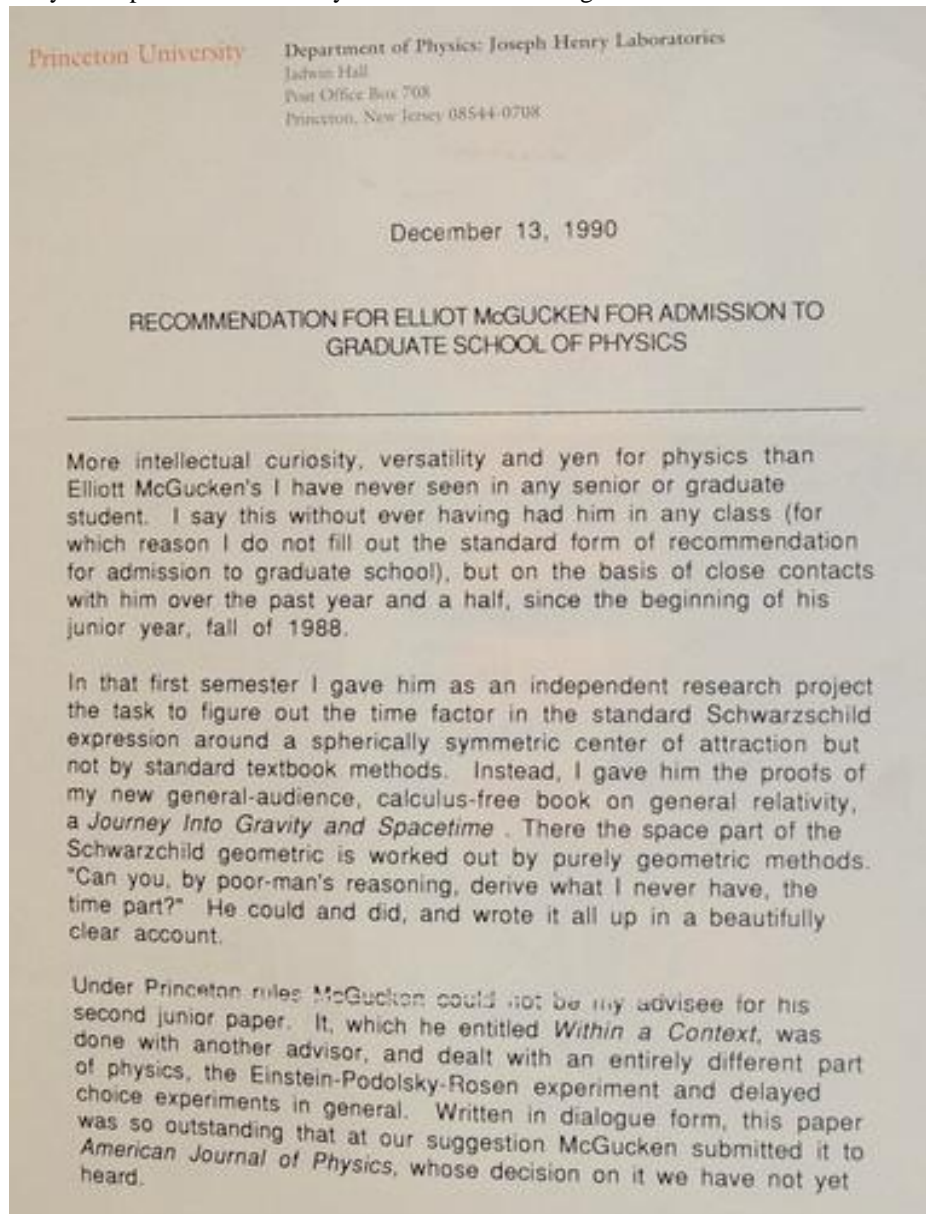 Princeton University
Department of Physics: Joseph Henry Laboratories
Jadwin Hall
Post Office Box 708
Princeton, New Jersey 08544-0708
December 13, 1990
RECOMMENDATION FOR ELLIOT McGUCKEN FOR ADMISSION TO
GRADUATE SCHOOL OF PHYSICS
More intellectual curiosity, versatility and yen for physics than
Elliott McGucken's I have never seen in any senior or graduate
student. I say this without ever having had him in any class (for
which reason I do not fill out the standard form of recommendation
for admission to graduate school), but on the basis of close contacts
with him over the past year and a half, since the beginning of his
junior year, fall of 1988.
In that first semester I gave him as an independent research project
the task to figure out the time factor in the standard Schwarzschild
expression around a spherically symmetric center of attraction but
not by standard textbook methods. Instead, I gave him the proofs of
my new general-audience, calculus-free book on general relativity,
a Journey Into Gravity and Spacetime . There the space part of the
Schwarzchild geometric is worked out by purely geometric methods.
"Can you, by poor-man's reasoning, derive what I never have, the
time part?" He could and did, and wrote it all up in a beautifully
clear account.
Under Princeton rules McGucken could not be my advisee for his
second junior paper. It, which he entitled Within a Context, was
done with another advisor, and dealt with an entirely different part
of physics, the Einstein-Podolsky-Rosen experiment and delayed
choice experiments in general. Written in dialogue form, this paper
was so outstanding that at our suggestion McGucken submitted it to
American Journal of Physics, whose decision on it we have not yet
heard.